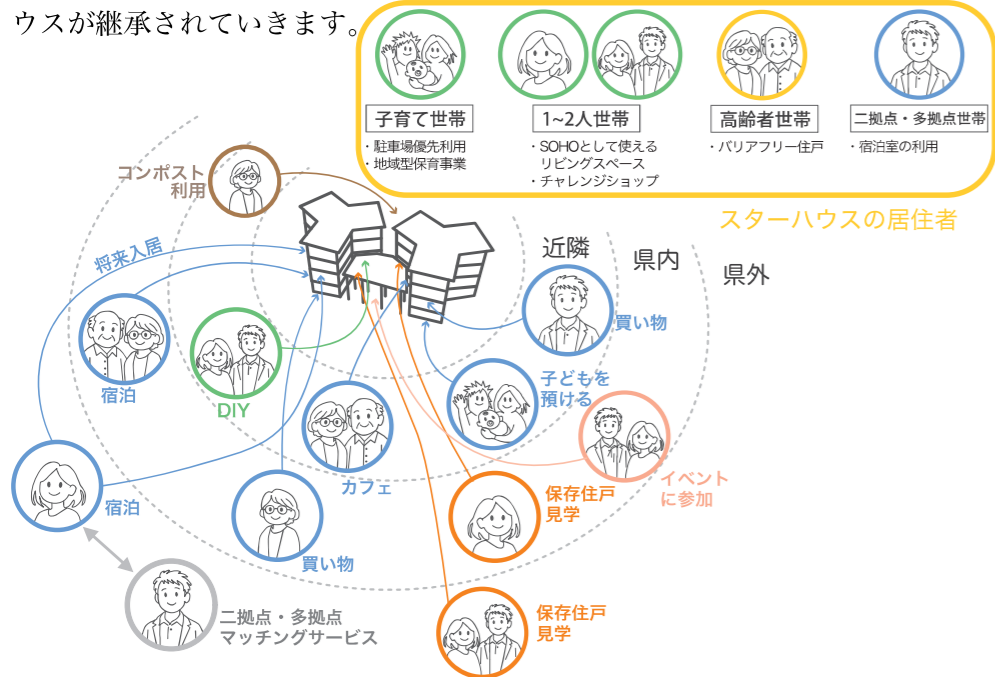 ウスが継承されていきます。
子育て世帯
・駐車場優先利用
・地域型保育事業
1~2人世帯
・SOHOとして使える
リビングスペース
・チャレンジショップ
高齢者世帯
・バリアフリー住戸
二拠点・多拠点世帯
・宿泊室の利用
スターハウスの居住者
コンポスト
利用
近隣
県内
県外
将来入居
宿泊
DIY
買い物
子どもを
預ける
カフェ
イベント
に参加
宿泊
保存住戸
見学
買い物
二拠点・多拠点
マッチングサービス
保存住戸
見学